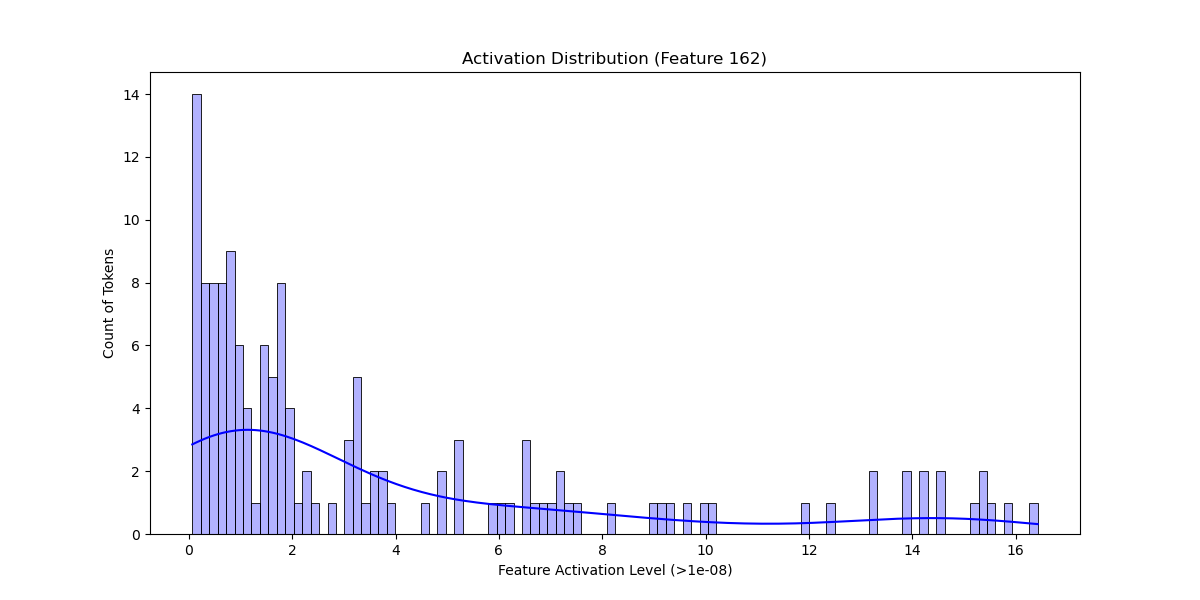 Activation Distribution (Feature 162)
14
12
10
8
6
4
2
0
Count of Tokens
0 2 4 6 8 10 12 14 16
Feature Activation Level (>1e-08)